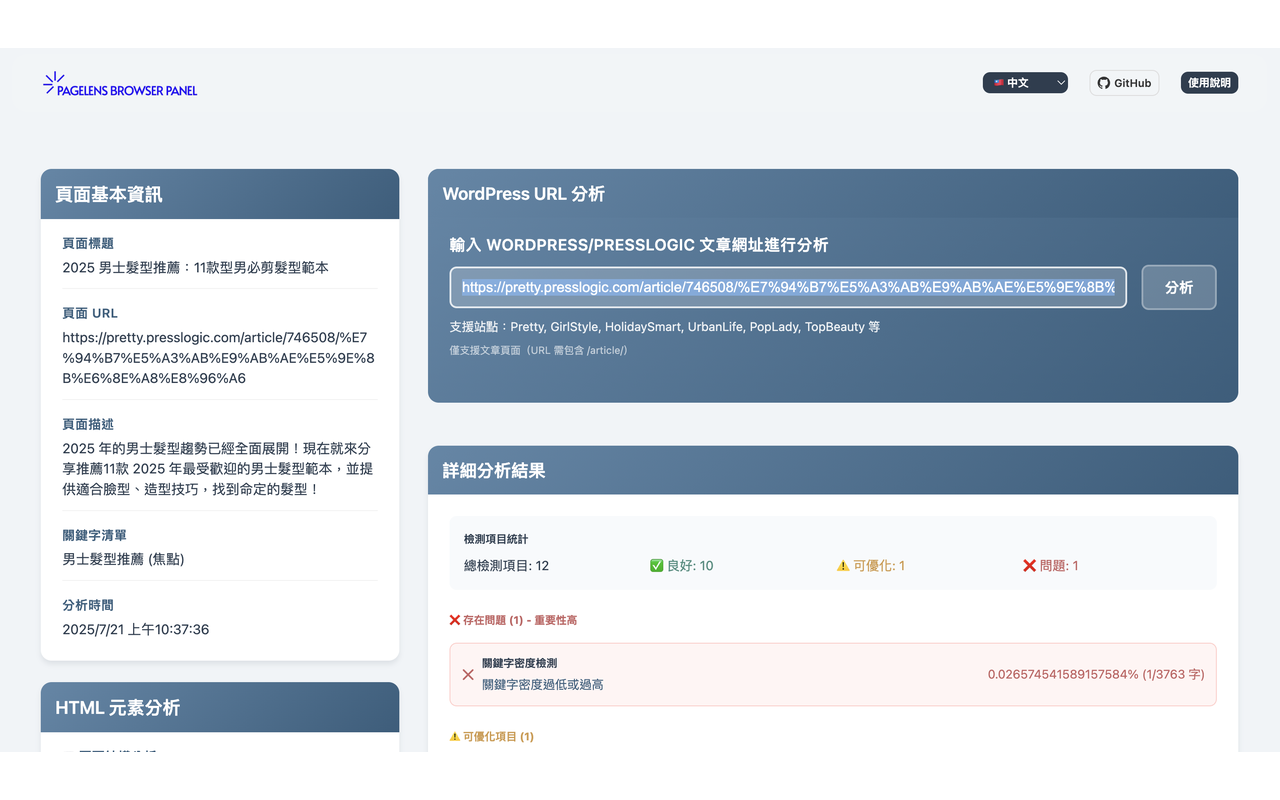 PAGELENS BROWSER PANEL
中文
GitHub
使用說明
頁面基本資訊
頁面標題
2025 男士髮型推薦：11款型男必剪髮型範本
頁面 URL
https://pretty.presslogic.com/article/746508/%E7
%94%B7%E5%A3%AB%E9%AB%AE%E5%9E%8
B%E6%8E%A8%E8%96%A6
頁面描述
2025 年的男士髮型趨勢已經全面展開！現在就來分
享推薦11款 2025 年最受歡迎的男士髮型範本，並提
供適合臉型、造型技巧，找到命定的髮型！
關鍵字清單
男士髮型推薦 (焦點)
分析時間
2025/7/21 上午10:37:36
HTML 元素分析
WordPress URL 分析
輸入 WORDPRESS/PRESSLOGIC 文章網址進行分析
https://pretty.presslogic.com/article/746508/%E7%94%B7%E5%A3%AB%E9%AB%AE%E5%9E%8B%
分析
支援站點：Pretty, GirlStyle, HolidaySmart, UrbanLife, PopLady, TopBeauty 等
僅支援文章頁面（URL 需包含 /article/）
詳細分析結果
檢測項目統計
總檢測項目: 12
良好: 10
可優化: 1
問題: 1
存在問題 (1) - 重要性高
關鍵字密度檢測
關鍵字密度過低或過高
0.026574541589157584% (1/3763 字)
可優化項目 (1)